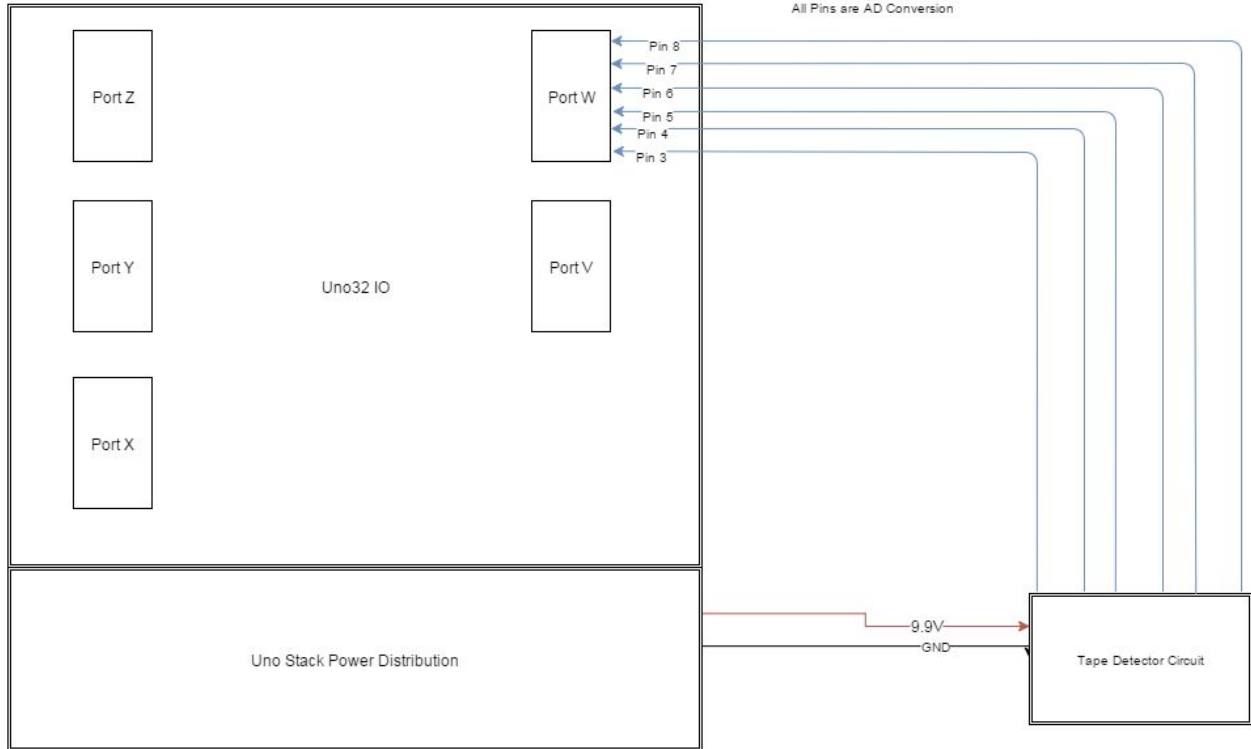 All Pins are AD Conversion
Port Z
Port W
Pin 8
Pin 7
Pin 6
Pin 5
Pin 4
Pin 3
Port Y
Uno32 IO
Port V
Port X
Uno Stack Power Distribution
9.9V
GND
Tape Detector Circuit